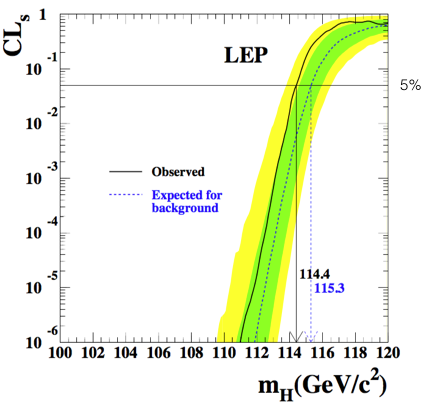 CLs
1
10 -1
10 -2
10 -3
10 -4
10 -5
10 -6
LEP
5%
Observed
Expected for
background
114.4
115.3
100 102 104 106 108 110 112 114 116 118 120
mH(GeV/c2)